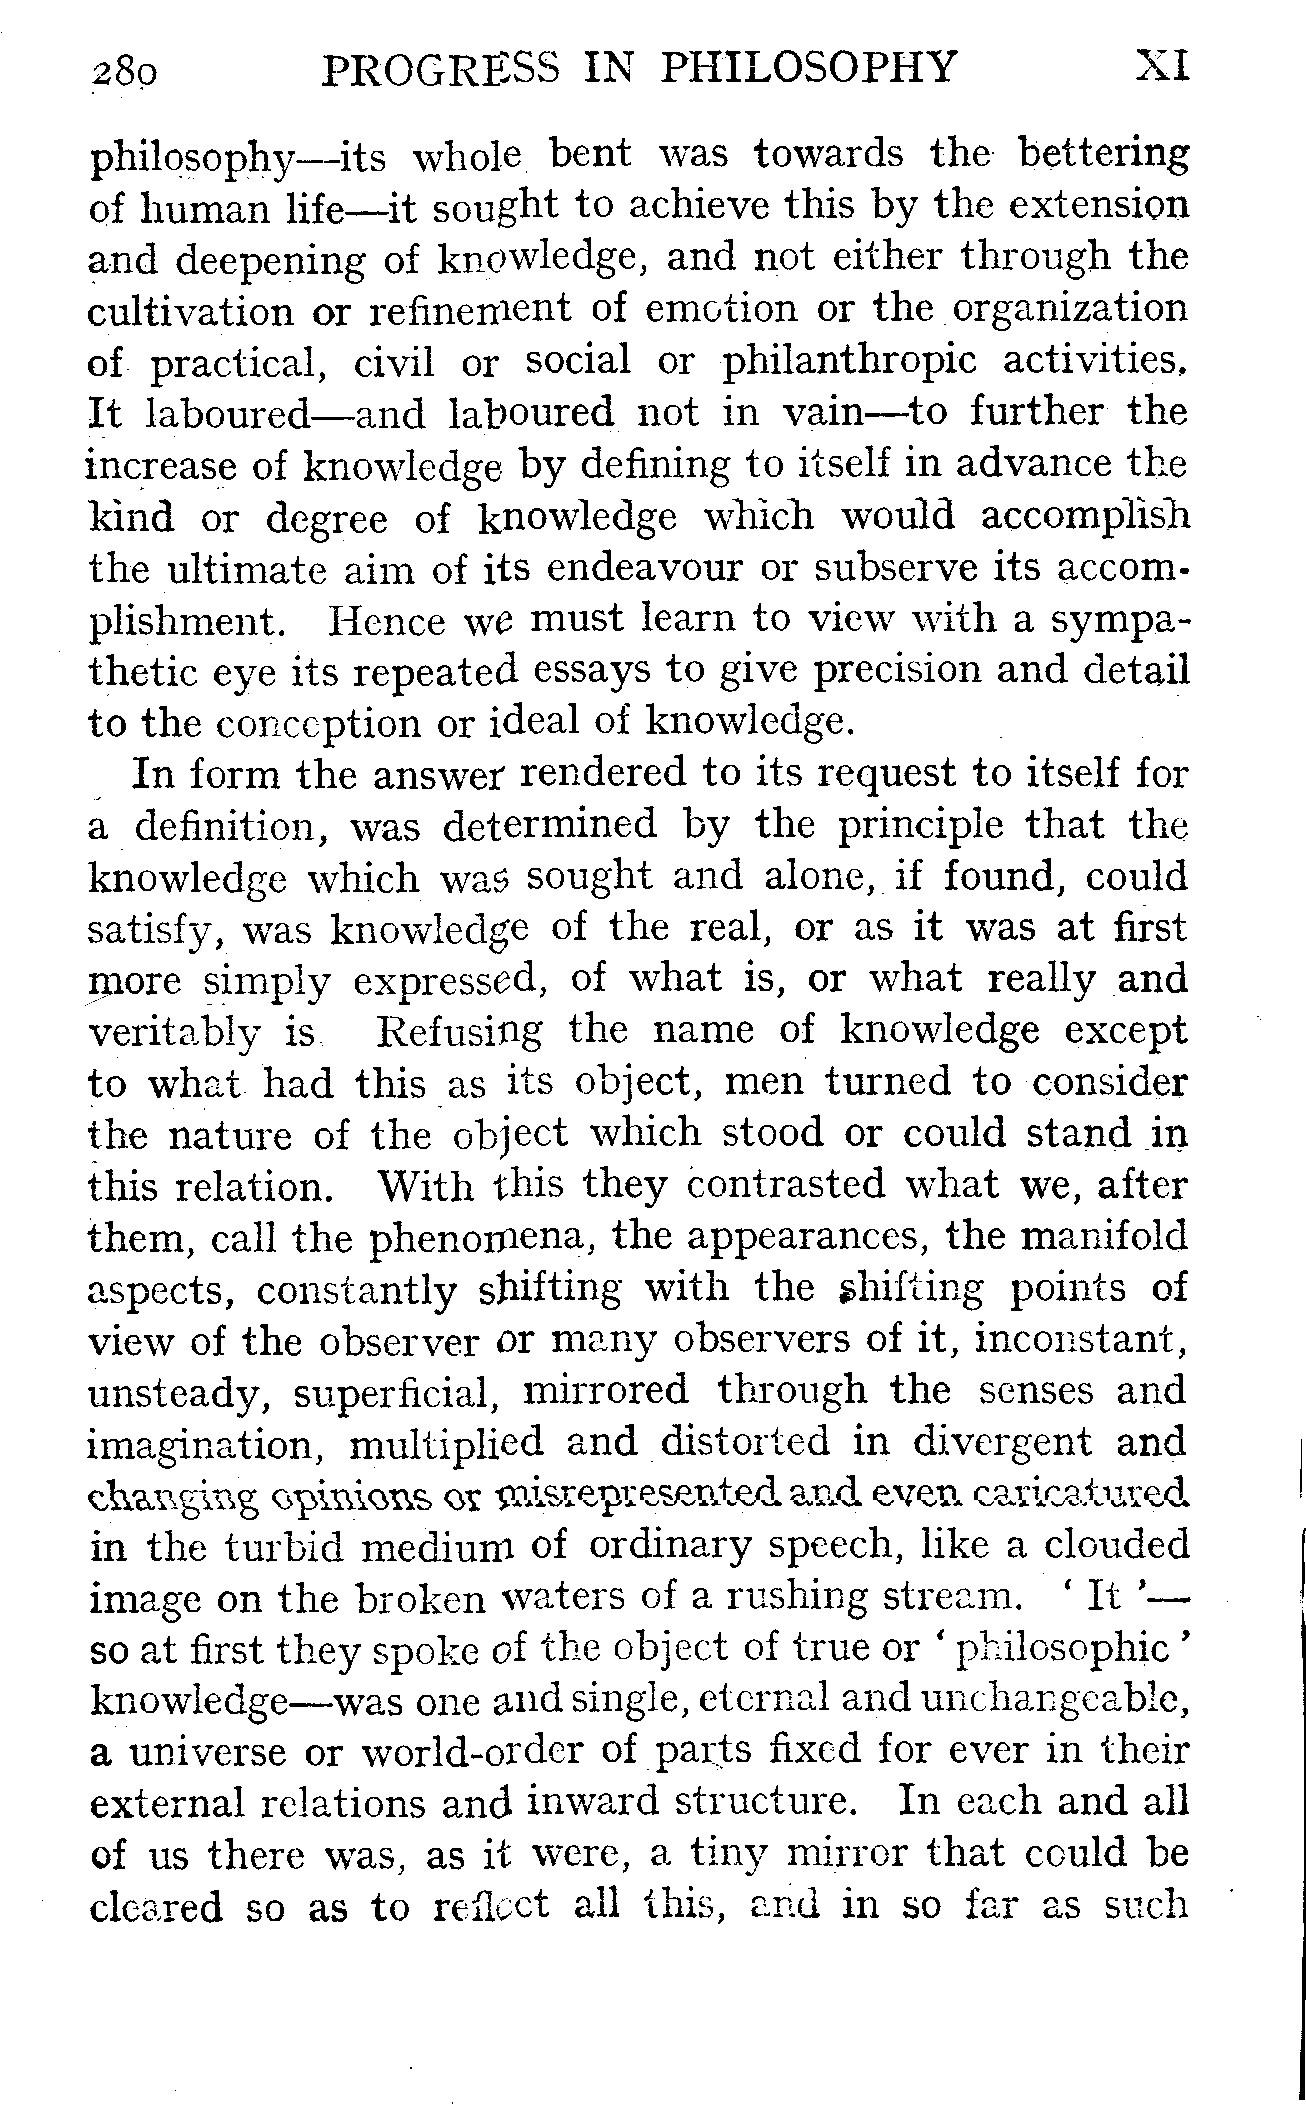 280 PROGRESS IN PHILOSOPHY XI
philosophy—its whole bent was towards the bettering
of human life—it sought to achieve this by the extension
and deepening of knowledge, and not either through the
cultivation or refinement of emotion or the organization
of practical, civil or social or philanthropic activities.
It laboured—and laboured not in vain—to further the
increase of knowledge by defining to itself in advance the
kind or degree of knowledge which would accomplish
the ultimate aim of its endeavour or subserve its accom-
plishment. Hence we must learn to view with a sympa-
thetic eye its repeated essays to give precision and detail
to the conception or ideal of knowledge.
In form the answer rendered to its request to itself for
a definition, was determined by the principle that the
knowledge which was sought and alone, if found, could
satisfy, was knowledge of the real, or as it was at first
more simply expressed, of what is, or what really and
veritably is. Refusing the name of knowledge except
to what had this as its object, men turned to consider
the nature of the object which stood or could stand in
this relation. With this they contrasted what we, after
them, call the phenomena, the appearances, the manifold
aspects, constantly shifting with the shifting points of
view of the observer or many observers of it, inconstant,
unsteady, superficial, mirrored through the senses and
imagination, multiplied and distorted in divergent and
changing opinions or misrepresented and even caricatured
in the turbid medium of ordinary speech, like a clouded
image on the broken waters of a rushing stream. ‘ It ’—
so at first they spoke of the object of true or ‘ philosophic ’
knowledge—was one and single, eternal and unchangeable,
a universe or world-order of parts fixed for ever in their
external relations and inward structure. In each and all
of us there was, as it were, a tiny mirror that could be
cleared so as to reflect all this, and in so far as such